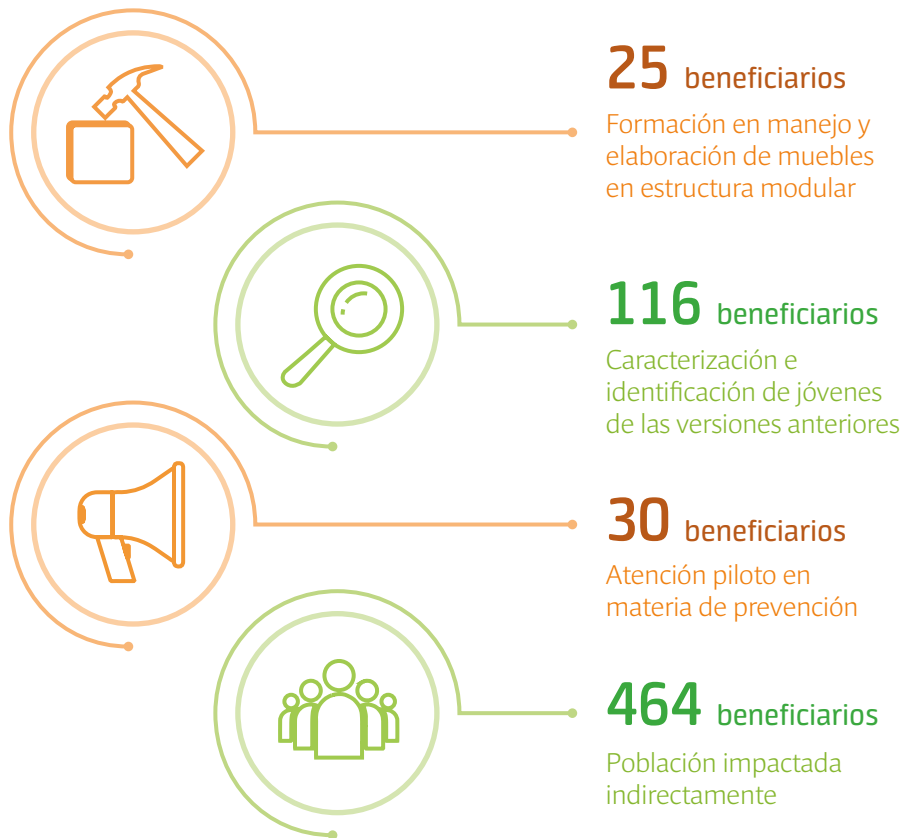 25 beneficiarios
Formación en manejo y
elaboración de muebles
en estructura modular
116 beneficiarios
Caracterización e
identificación de jóvenes
de las versiones anteriores
30 beneficiarios
Atención piloto en
materia de prevención
464 beneficiarios
Población impactada
indirectamente